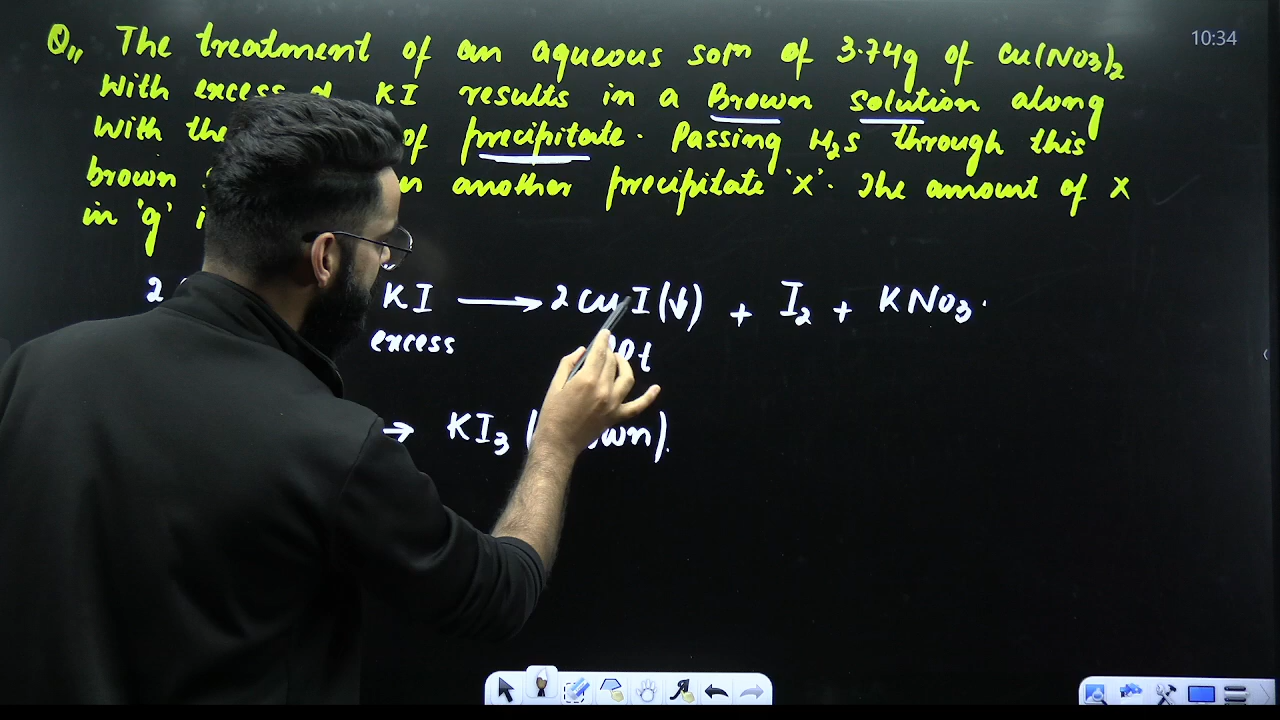 Q,, The treatment of an aqueous solⁿ of 3.74g of Cu(NO3)2
10:34
with excess KI results in a Brown solution along
with the of precipitate. Passing H2S through this
brown another precipitate 'X'. The amount of X
in 'g'
2 KI ⟶ 2CuI(↓) + I2 + KNO3.
excess
→ KI3